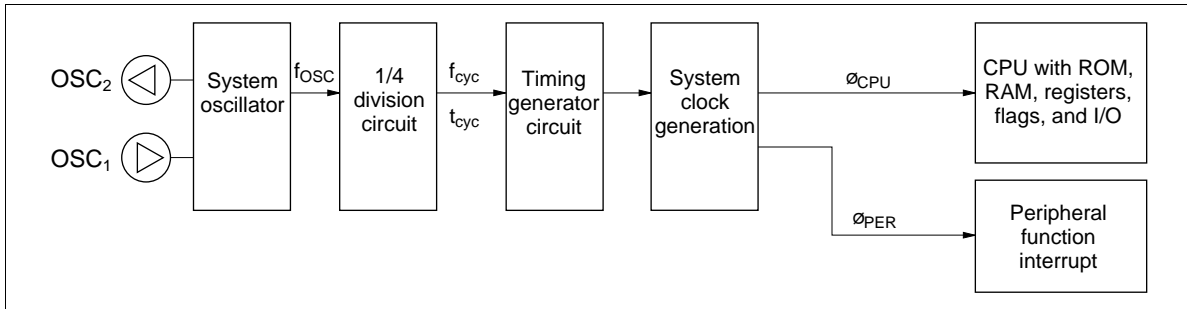 OSC₂
OSC₁
System
oscillator
fOSC
1/4
division
circuit
fcyc
tcyc
Timing
generator
circuit
System
clock
generation
øCPU
øPER
CPU with ROM,
RAM, registers,
flags, and I/O
Peripheral
function
interrupt